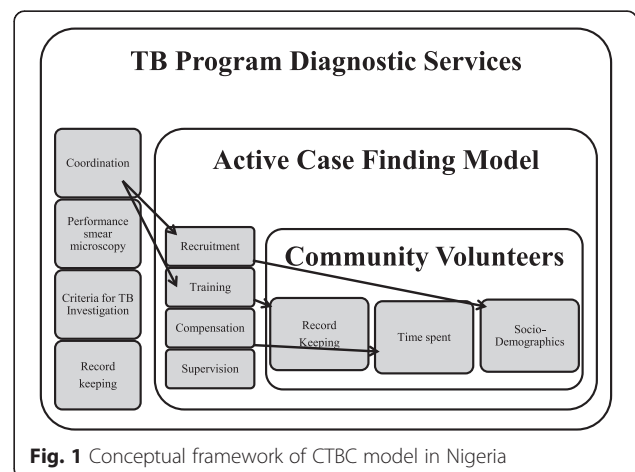 TB Program Diagnostic Services
Coordination
Performance
smear
microscopy
Criteria for TB
Investigation
Record
keeping
Active Case Finding Model
Recruitment
Training
Compensation
Supervision
Community Volunteers
Record
Keeping
Time spent
Socio-
Demographics
Fig. 1 Conceptual framework of CTBC model in Nigeria